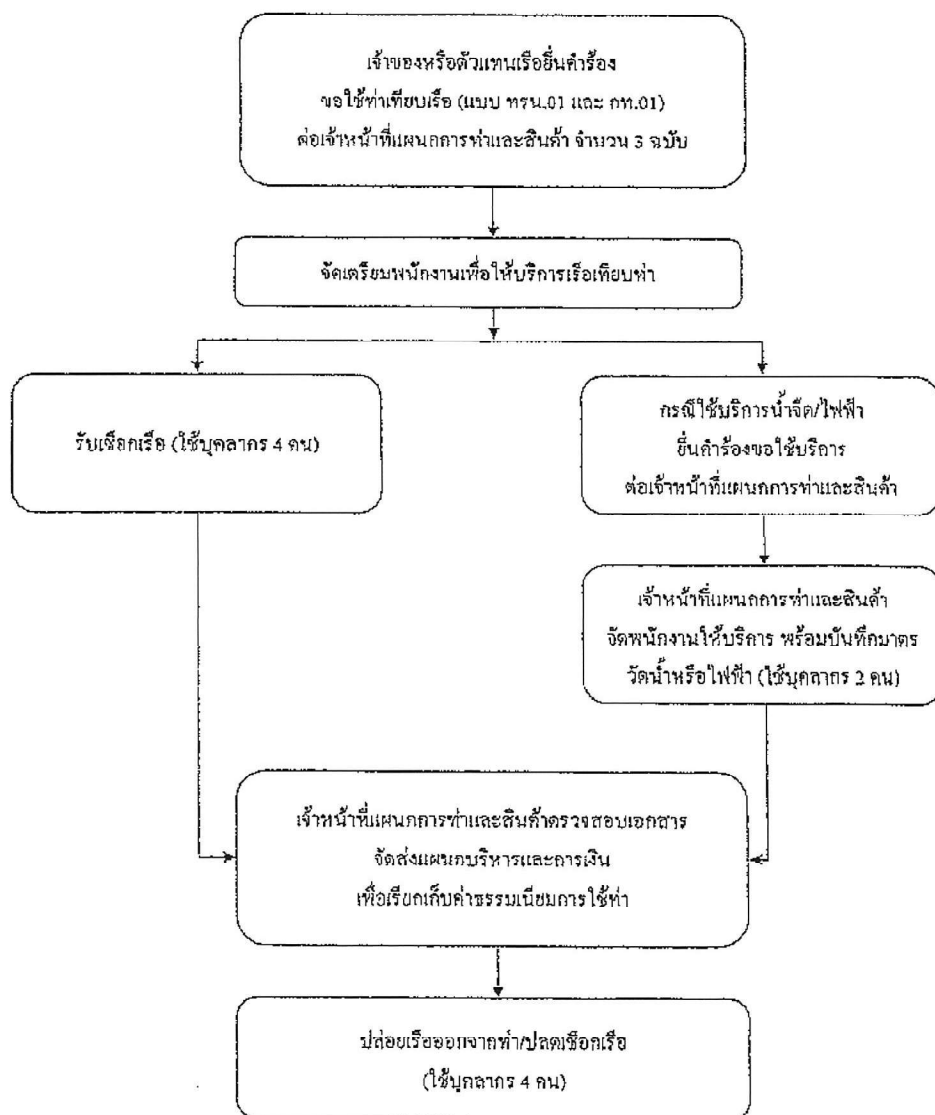 เจ้าของหรือตัวแทนเรือยื่นคำร้อง
ขอใช้ท่าเทียบเรือ (แบบ ทรน.01 และ กท.01)
ต่อเจ้าหน้าที่แผนกการท่าและสินค้า จำนวน 3 ฉบับ
จัดเตรียมพนักงานเพื่อให้บริการเรือเทียบท่า
รับเชือกเรือ (ใช้บุคลากร 4 คน)
กรณีใช้บริการน้ำจืด/ไฟฟ้า
ยื่นคำร้องขอใช้บริการ
ต่อเจ้าหน้าที่แผนกการท่าและสินค้า
เจ้าหน้าที่แผนกการท่าและสินค้า
จัดพนักงานให้บริการ พร้อมบันทึกมาตร
วัดน้ำหรือไฟฟ้า (ใช้บุคลากร 2 คน)
เจ้าหน้าที่แผนกการท่าและสินค้าตรวจสอบเอกสาร
จัดส่งแผนกบริหารและการเงิน
เพื่อเรียกเก็บค่าธรรมเนียมการใช้ท่า
ปล่อยเรือออกจากท่า/ปลดเชือกเรือ
(ใช้บุคลากร 4 คน)